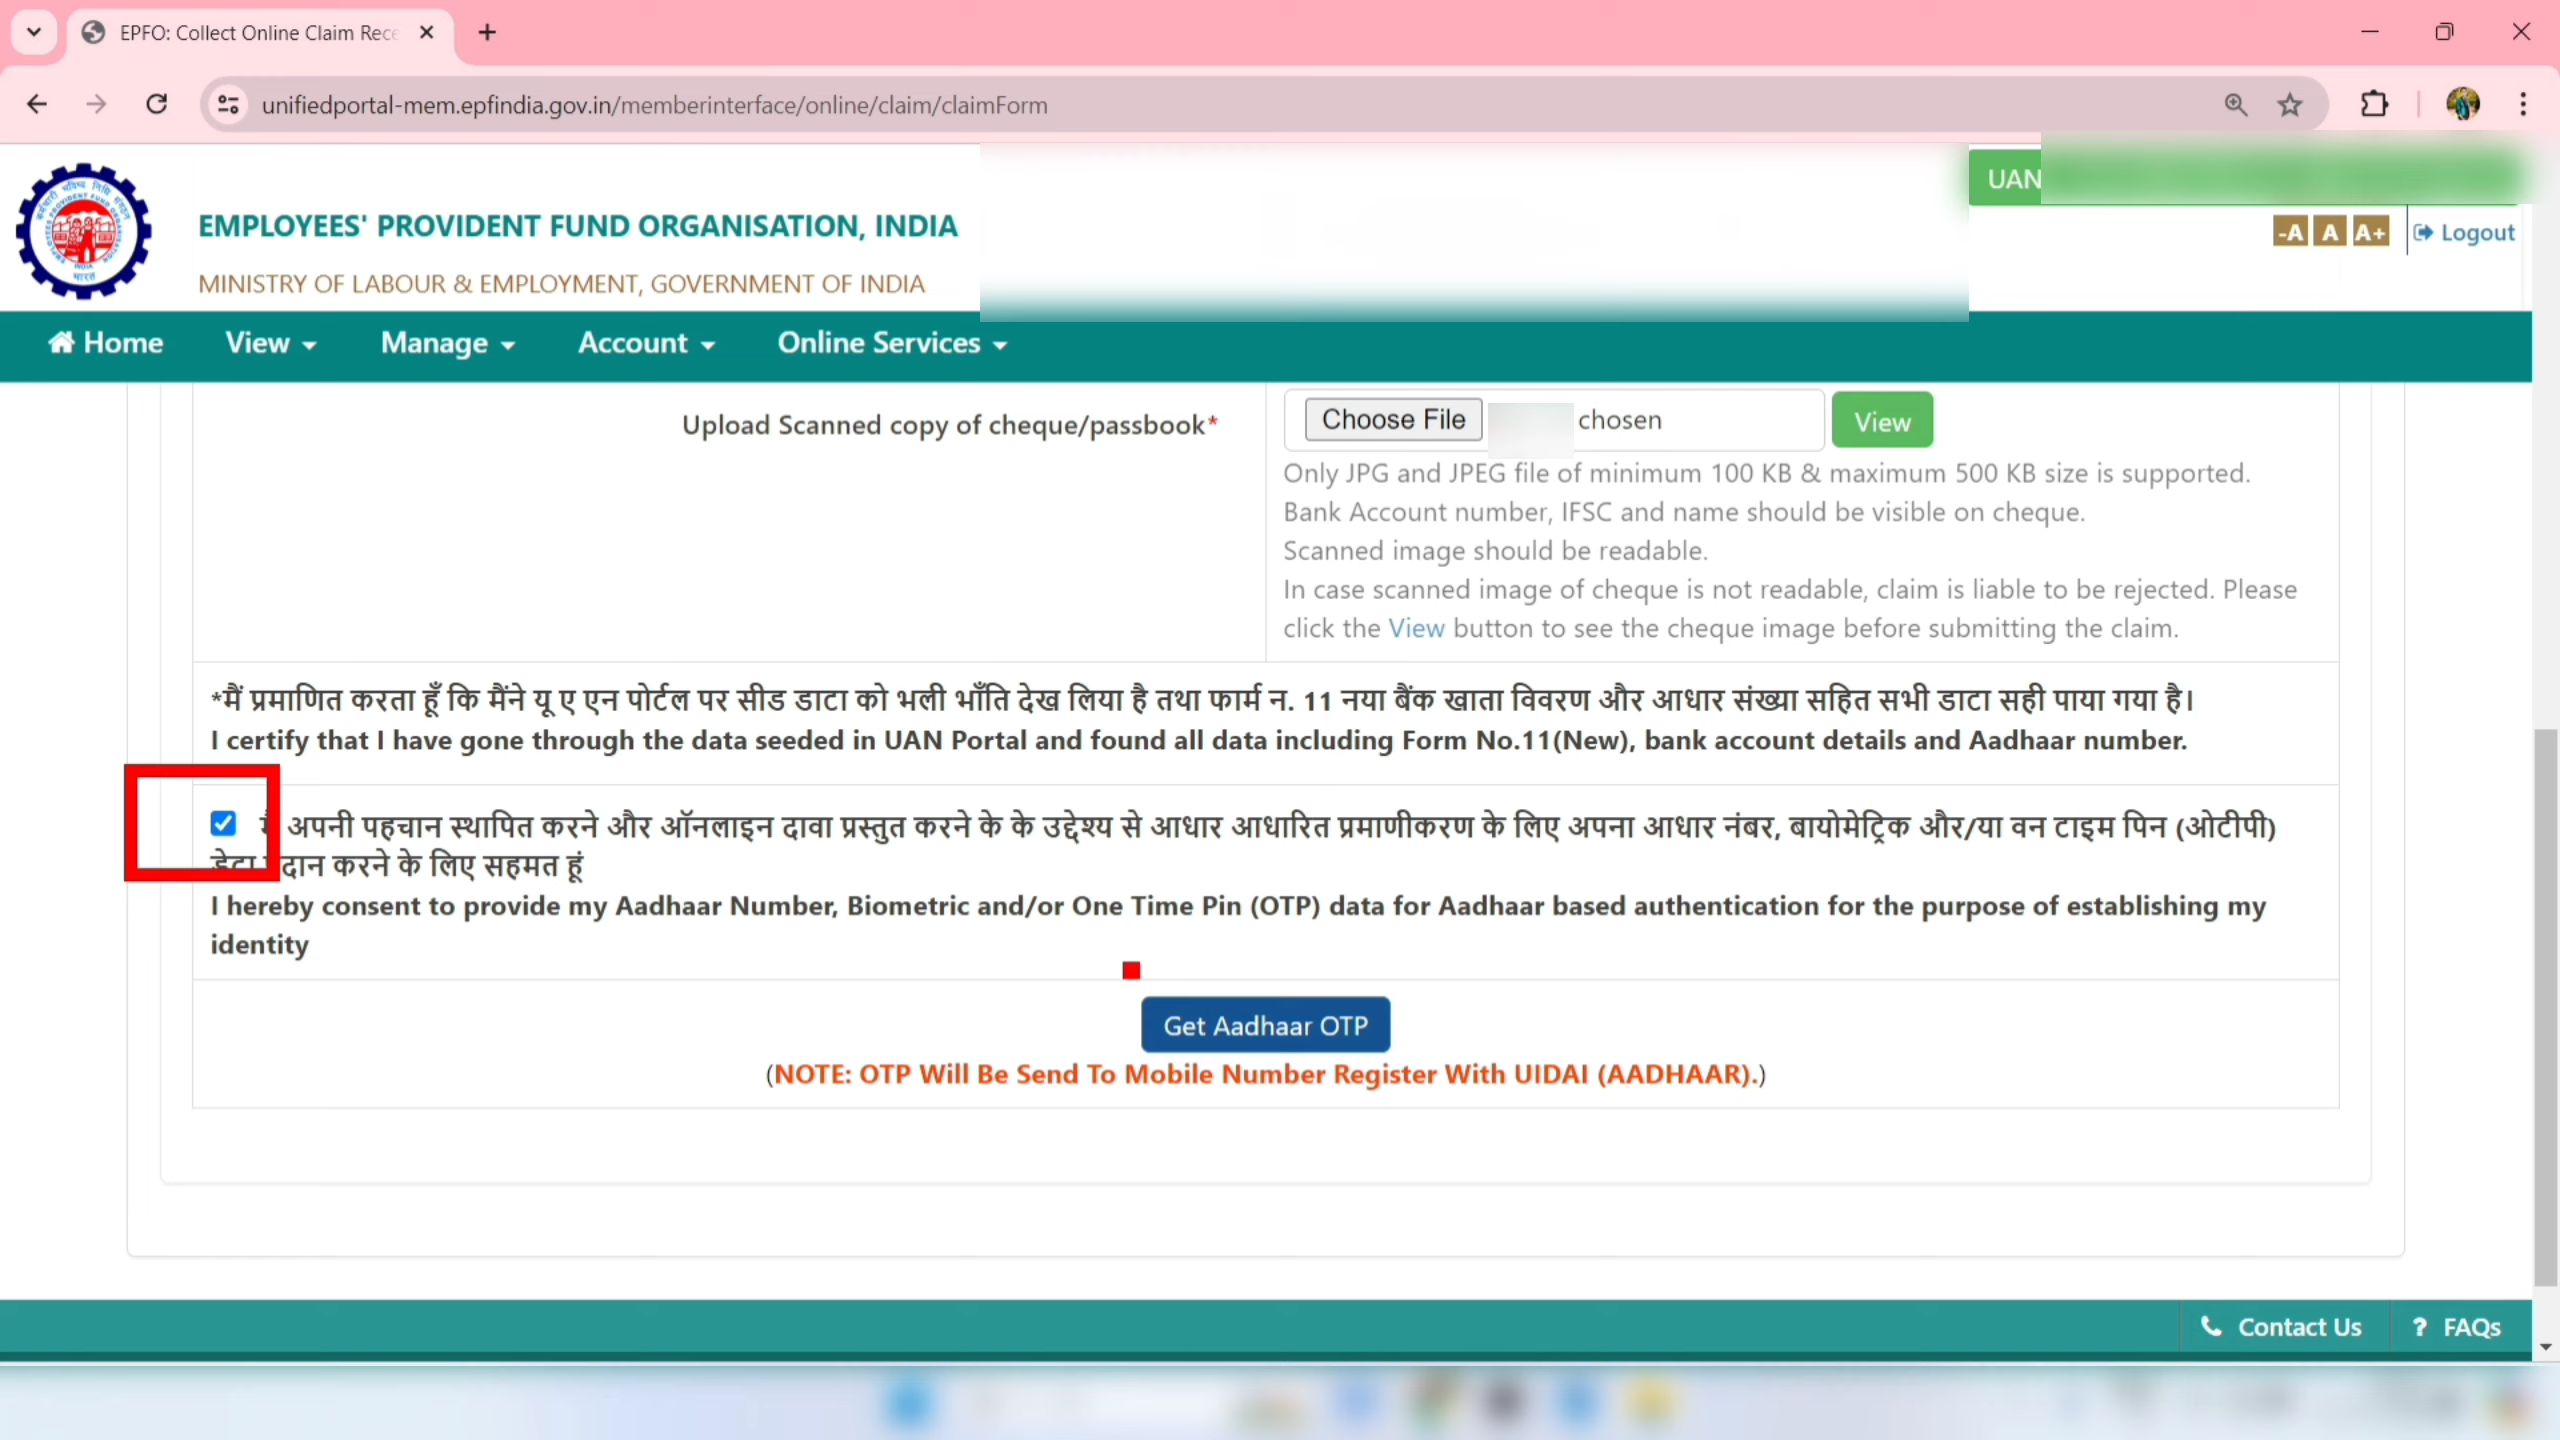 EPFO: Collect Online Claim Rece
unifiedportal-mem.epfindia.gov.in/memberinterface/online/claim/claimForm
UAN
EMPLOYEES' PROVIDENT FUND ORGANISATION, INDIA
-A A A+ Logout
MINISTRY OF LABOUR & EMPLOYMENT, GOVERNMENT OF INDIA
Home View Manage Account Online Services
Upload Scanned copy of cheque/passbook* Choose File chosen View
Only JPG and JPEG file of minimum 100 KB & maximum 500 KB size is supported.
Bank Account number, IFSC and name should be visible on cheque.
Scanned image should be readable.
In case scanned image of cheque is not readable, claim is liable to be rejected. Please
click the View button to see the cheque image before submitting the claim.
*मैं प्रमाणित करता हूँ कि मैंने यू ए एन पोर्टल पर सीड डाटा को भली भाँति देख लिया है तथा फार्म न. 11 नया बैंक खाता विवरण और आधार संख्या सहित सभी डाटा सही पाया गया है।
I certify that I have gone through the data seeded in UAN Portal and found all data including Form No.11(New), bank account details and Aadhaar number.
अपनी पहचान स्थापित करने और ऑनलाइन दावा प्रस्तुत करने के के उद्देश्य से आधार आधारित प्रमाणीकरण के लिए अपना आधार नंबर, बायोमेट्रिक और/या वन टाइम पिन (ओटीपी)
करने के लिए सहमत हूं
I hereby consent to provide my Aadhaar Number, Biometric and/or One Time Pin (OTP) data for Aadhaar based authentication for the purpose of establishing my
identity
Get Aadhaar OTP
(NOTE: OTP Will Be Send To Mobile Number Register With UIDAI (AADHAAR).)
Contact Us ? FAQs